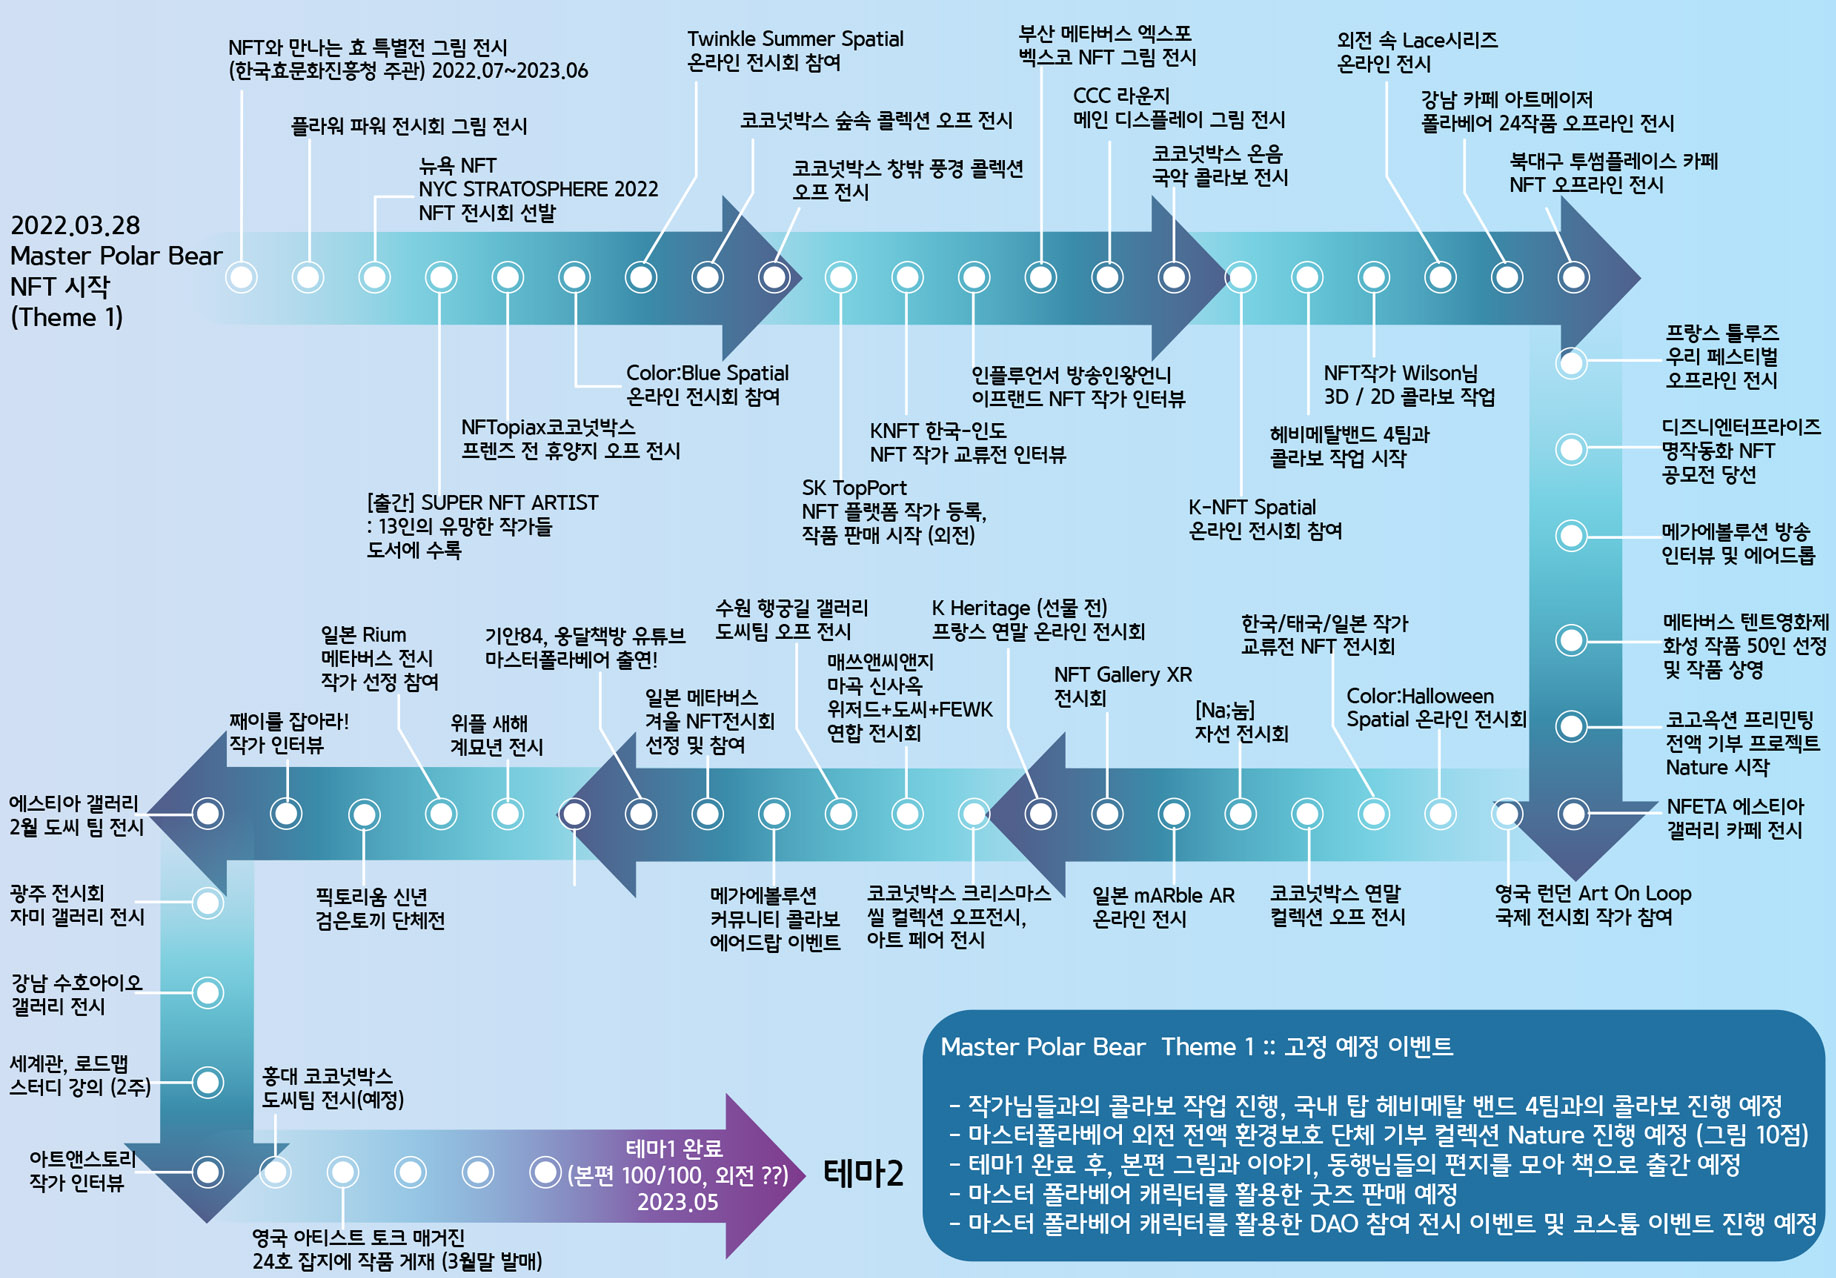 2022.03.28
Master Polar Bear
NFT 시작
(Theme 1)
NFT와 만나는 효 특별전 그림 전시
(한국효문화진흥청 주관) 2022.07~2023.06
플라워 파워 전시회 그림 전시
뉴욕 NFT
NYC STRATOSPHERE 2022
NFT 전시회 선발
[출간] SUPER NFT ARTIST
: 13인의 유망한 작가들
도서에 수록
NFTopiax코코넛박스
프렌즈 전 휴양지 오프 전시
Color:Blue Spatial
온라인 전시회 참여
Twinkle Summer Spatial
온라인 전시회 참여
코코넛박스 숲속 콜렉션 오프 전시
코코넛박스 창밖 풍경 콜렉션
오프 전시
SK TopPort
NFT 플랫폼 작가 등록,
작품 판매 시작 (외전)
KNFT 한국-인도
NFT 작가 교류전 인터뷰
인플루언서 방송인왕언니
이프랜드 NFT 작가 인터뷰
부산 메타버스 엑스포
벡스코 NFT 그림 전시
CCC 라운지
메인 디스플레이 그림 전시
코코넛박스 온음
국악 콜라보 전시
K-NFT Spatial
온라인 전시회 참여
헤비메탈밴드 4팀과
콜라보 작업 시작
NFT작가 Wilson님
3D / 2D 콜라보 작업
외전 속 Lace시리즈
온라인 전시
강남 카페 아트메이저
폴라베어 24작품 오프라인 전시
북대구 투썸플레이스 카페
NFT 오프라인 전시
프랑스 툴루즈
우리 페스티벌
오프라인 전시
디즈니엔터프라이즈
명작동화 NFT
공모전 당선
메가에볼루션 방송
인터뷰 및 에어드롭
메타버스 텐트영화제
화성 작품 50인 선정
및 작품 상영
코고옥션 프리민팅
전액 기부 프로젝트
Nature 시작
NFETA 에스티아
갤러리 카페 전시
영국 런던 Art On Loop
국제 전시회 작가 참여
Color:Halloween
Spatial 온라인 전시회
한국/태국/일본 작가
교류전 NFT 전시회
코코넛박스 연말
컬렉션 오프 전시
[Na;눔]
자선 전시회
일본 mARble AR
온라인 전시
NFT Gallery XR
전시회
K Heritage (선물 전)
프랑스 연말 온라인 전시회
코코넛박스 크리스마스
씰 컬렉션 오프전시,
아트 페어 전시
매쓰앤씨앤지
마곡 신사옥
위저드+도씨+FEWK
연합 전시회
수원 행궁길 갤러리
도씨팀 오프 전시
메가에볼루션
커뮤니티 콜라보
에어드랍 이벤트
일본 메타버스
겨울 NFT전시회
선정 및 참여
기안84, 옹달책방 유튜브
마스터폴라베어 출연!
위플 새해
계묘년 전시
일본 Rium
메타버스 전시
작가 선정 참여
픽토리움 신년
검은토끼 단체전
째이를 잡아라!
작가 인터뷰
에스티아 갤러리
2월 도씨 팀 전시
광주 전시회
자미 갤러리 전시
강남 수호아이오
갤러리 전시
세계관, 로드맵
스터디 강의 (2주)
아트앤스토리
작가 인터뷰
홍대 코코넛박스
도씨팀 전시(예정)
영국 아티스트 토크 매거진
24호 잡지에 작품 게재 (3월말 발매)
테마1 완료
(본편 100/100, 외전 ??)
2023.05
테마2
Master Polar Bear Theme 1 :: 고정 예정 이벤트
- 작가님들과의 콜라보 작업 진행, 국내 탑 헤비메탈 밴드 4팀과의 콜라보 진행 예정
- 마스터폴라베어 외전 전액 환경보호 단체 기부 컬렉션 Nature 진행 예정 (그림 10점)
- 테마1 완료 후, 본편 그림과 이야기, 동행님들의 편지를 모아 책으로 출간 예정
- 마스터 폴라베어 캐릭터를 활용한 굿즈 판매 예정
- 마스터 폴라베어 캐릭터를 활용한 DAO 참여 전시 이벤트 및 코스튬 이벤트 진행 예정